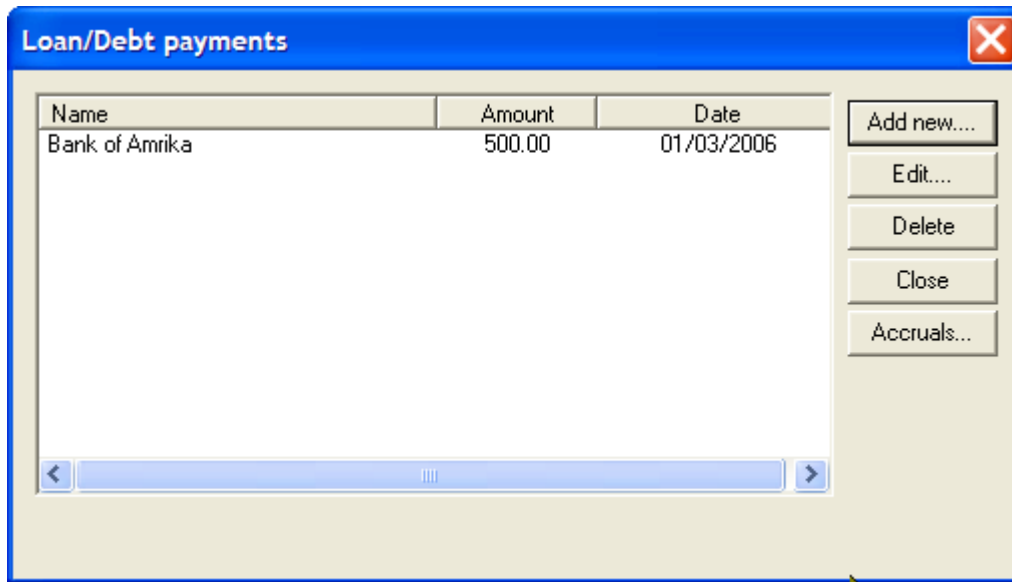 Loan/Debt payments
Name Amount Date
Bank of Amrika 500.00 01/03/2006
Add new....
Edit....
Delete
Close
Accruals...